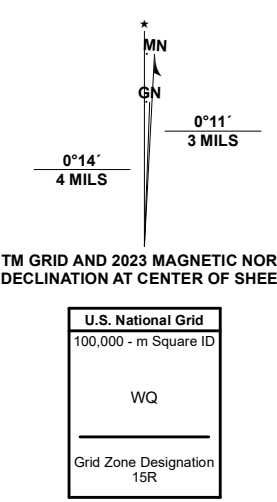 ★
MN
GN
0°11´
3 MILS
0°14´
4 MILS
TM GRID AND 2023 MAGNETIC NOR
DECLINATION AT CENTER OF SHEE
U.S. National Grid
100,000 - m Square ID
WQ
Grid Zone Designation
15R